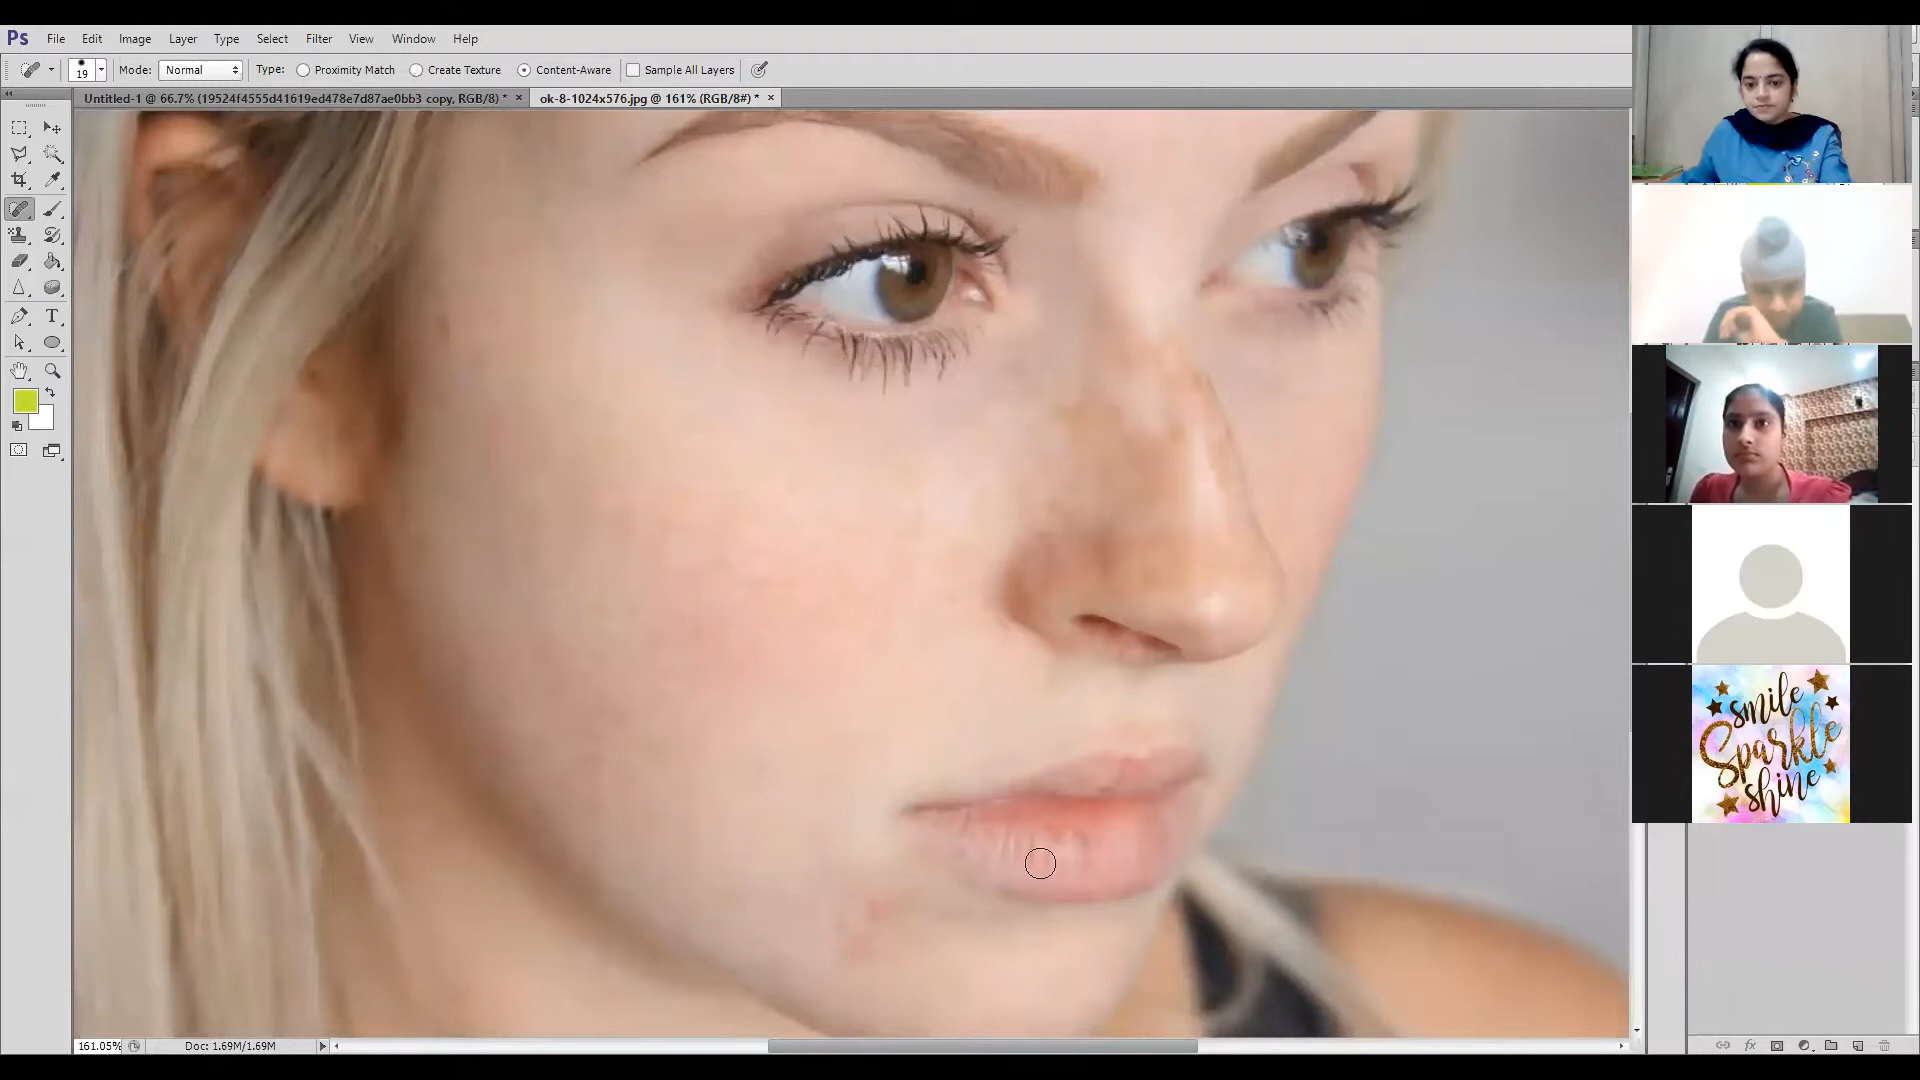 Ps File Edit Image Layer Type Select Filter View Window Help
19 Mode: Normal Type: Proximity Match Create Texture Content-Aware Sample All Layers
Untitled-1 @ 66.7% (19524f4555d41619ed478e7d87ae0bb3 copy, RGB/8) * × ok-8-1024x576.jpg @ 161% (RGB/8#) * ×
T
smile
Sparkle
shine
161.05% Doc: 1.69M/1.69M
fx